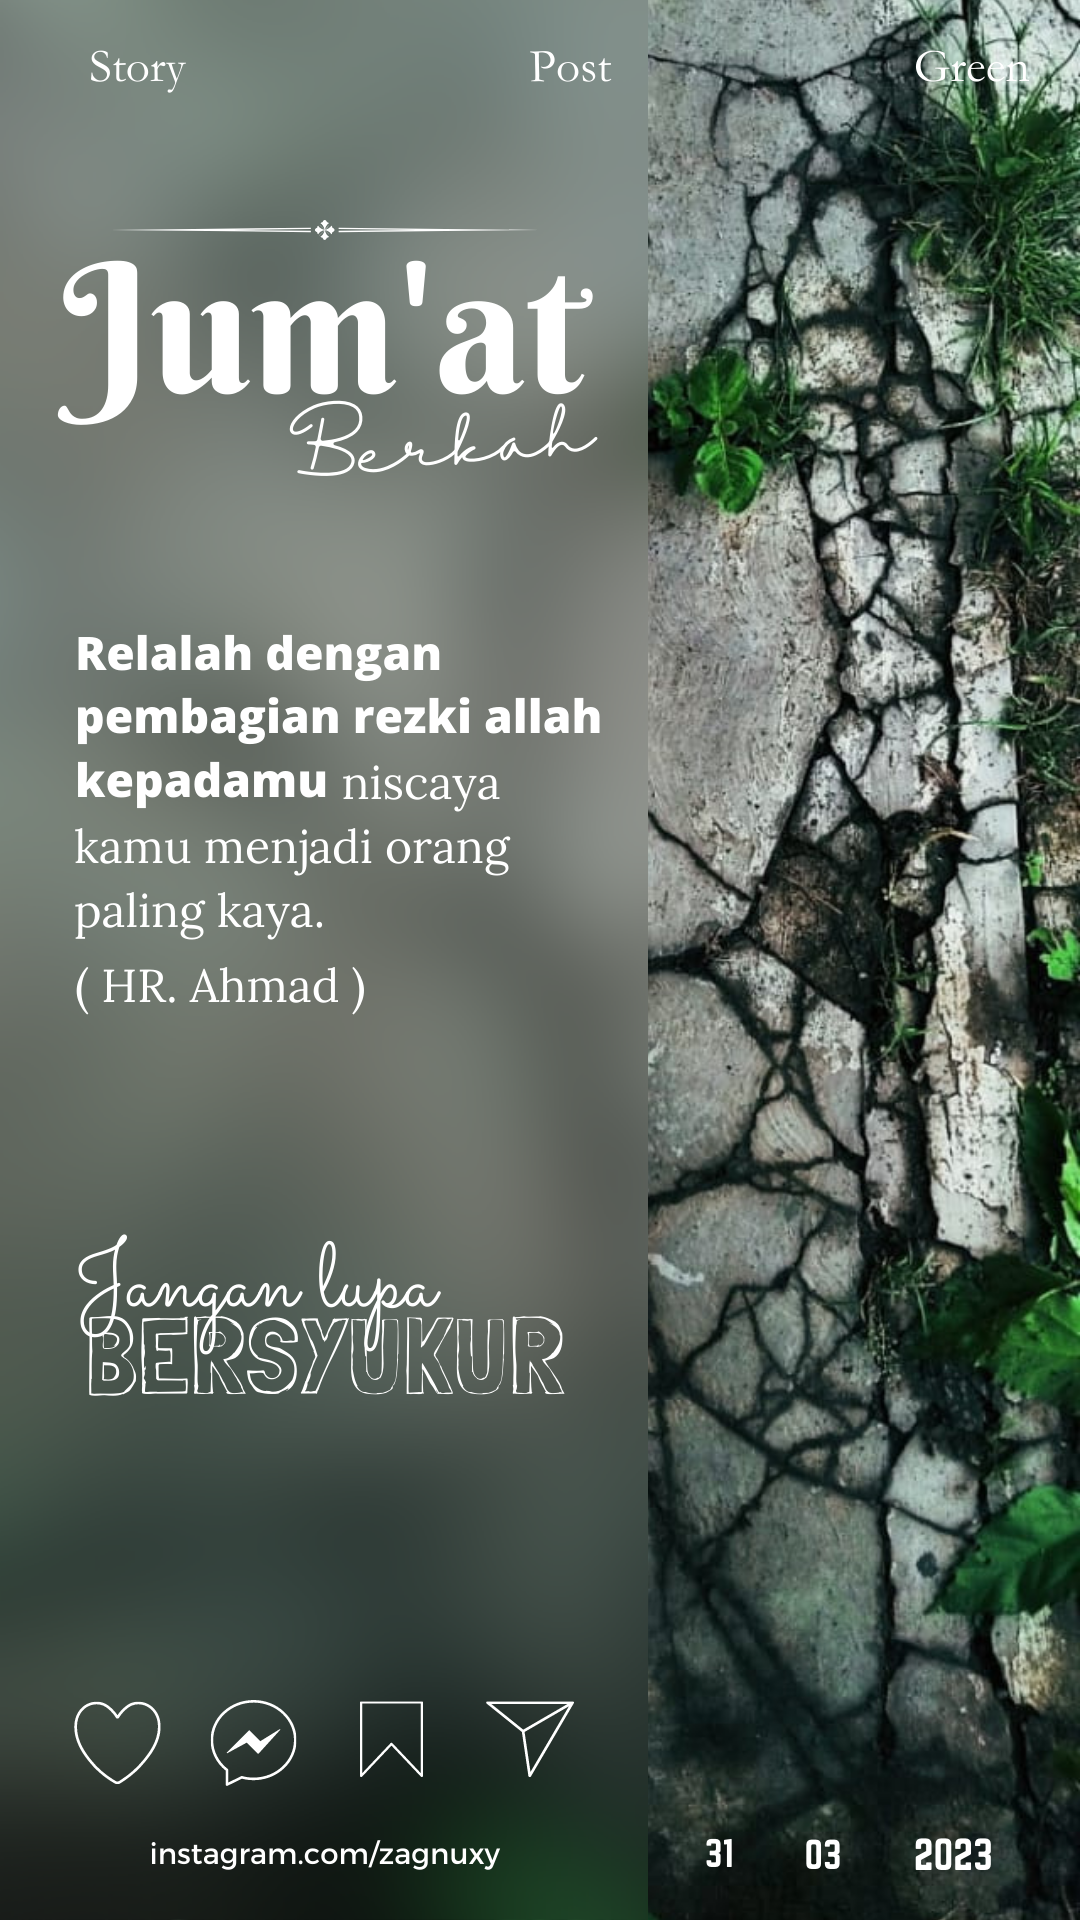 Story Post Green
Jum'at
Berkah
Relalah dengan
pembagian rezki allah
kepadamu niscaya
kamu menjadi orang
paling kaya.
( HR. Ahmad )
Jangan lupa
BERSYUKUR
instagram.com/zagnuxy
31 03 2023